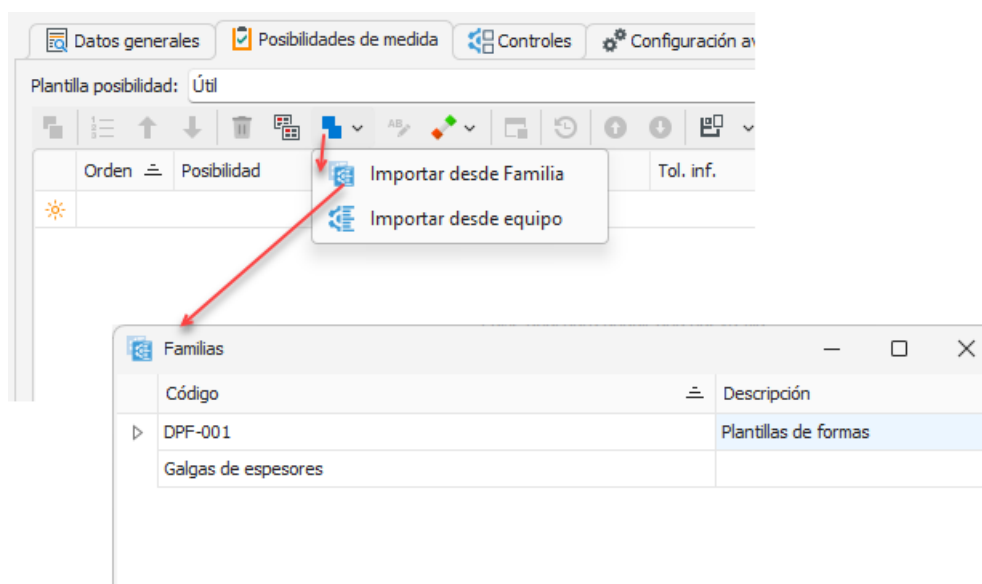 Datos generales Posibilidades de medida Controles Configuración av
Plantilla posibilidad: Útil
Orden Posibilidad Tol. inf.
Importar desde Familia
Importar desde equipo
Familias
Código Descripción
DPF-001 Plantillas de formas
Galgas de espesores